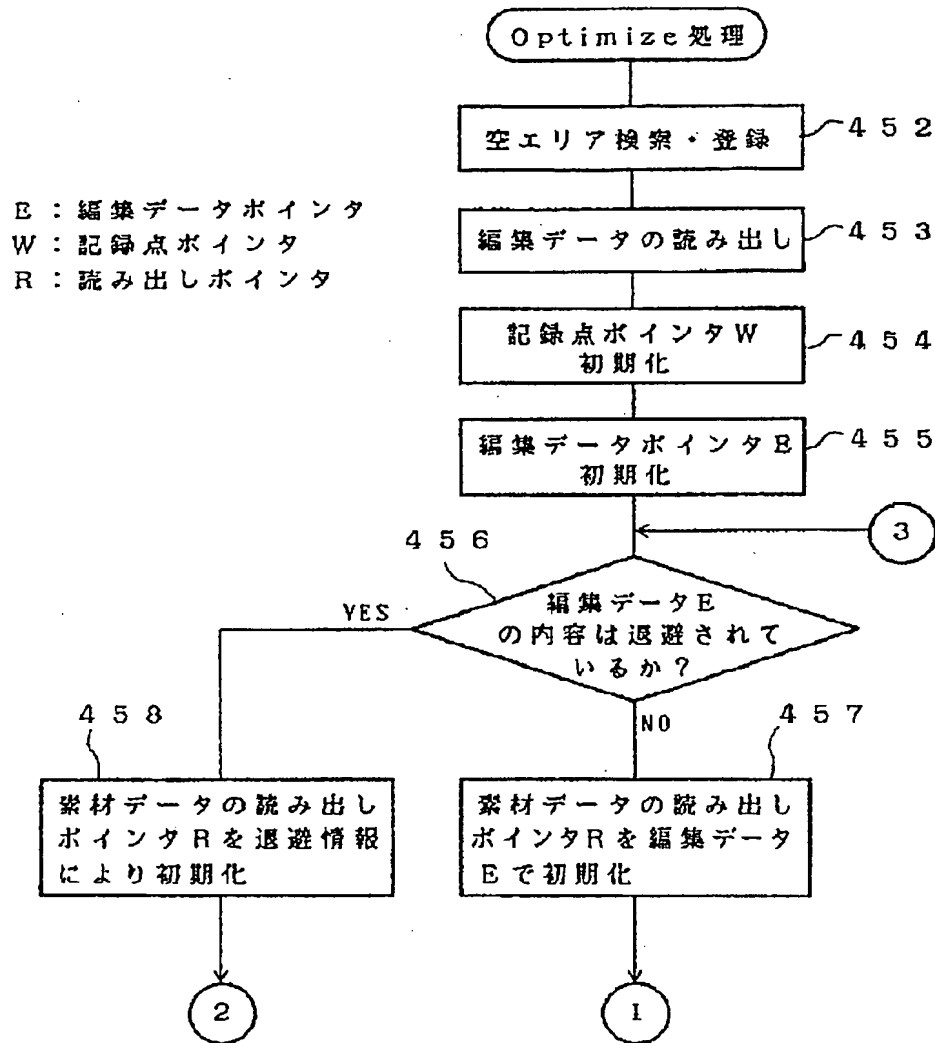 Optimize処理
空エリア検索・登録
452
E:編集データポインタ
W:記録点ポインタ
R:読み出しポインタ
編集データの読み出し
453
記録点ポインタW
初期化
454
編集データポインタE
初期化
455
3
456
編集データE
の内容は退避されて
いるか?
YES
NO
458
457
素材データの読み出し
ポインタRを退避情報
により初期化
素材データの読み出し
ポインタRを編集データ
Eで初期化
2
1